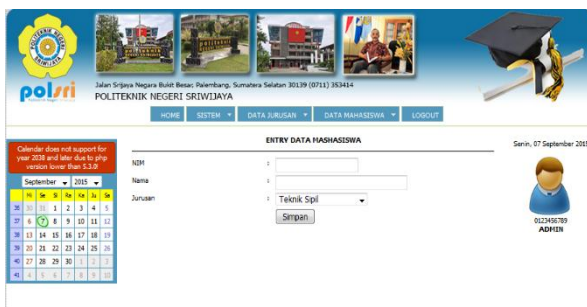 POLITEKNIK NEGERI
SRIWIJAYA
polsri
Jalan Srijaya Negara Bukit Besar, Palembang, Sumatera Selatan 30139 (0711) 353414
POLITEKNIK NEGERI SRIWIJAYA
HOME SISTEM DATA JURUSAN DATA MAHASISWA LOGOUT
Calendar does not support for
year 2038 and later due to php
version lower than 5.3.0!
September 2015
Mi Se Sl Ra Ka Ju Sa
36 30 31 1 2 3 4 5
37 6 7 8 9 10 11 12
38 13 14 15 16 17 18 19
39 20 21 22 23 24 25 26
40 27 28 29 30 1 2 3
41 4 5 6 7 8 9 10
ENTRY DATA MASHASISWA
NIM :
Nama :
Jurusan : Teknik Sipil
Simpan
Senin, 07 September 2015
0123456789
ADMIN